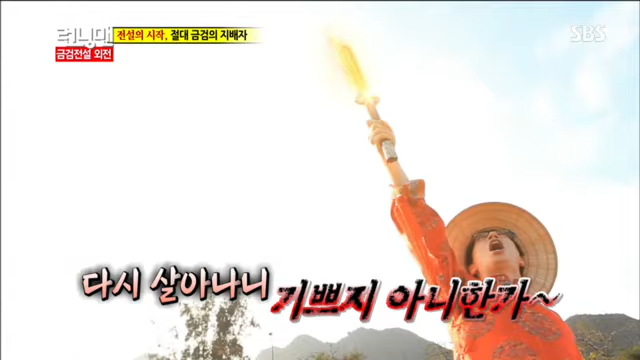 런닝맨
전설의 시작, 절대 금검의 지배자
금검전설 외전
SBS
다시 살아나니
기쁘지 아니한가~